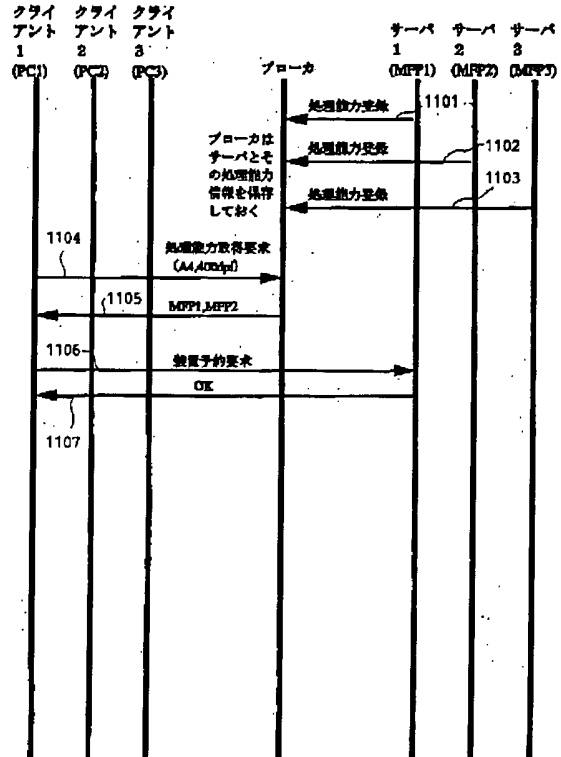 クライ
アント
1
(PC1)
クライ
アント
2
(PC2)
クライ
アント
3
(PC3)
ブローカ
サーバ
1
(MFP1)
サーバ
2
(MFP2)
サーバ
3
(MFP3)
処理能力登録
1101
ブローカは
サーバとそ
の処理能力
情報を保存
しておく
処理能力登録
1102
処理能力登録
1103
1104
処理能力取得要求
(A4,400dpi)
1105
MFP1,MFP2
1106
装置予約要求
OK
1107